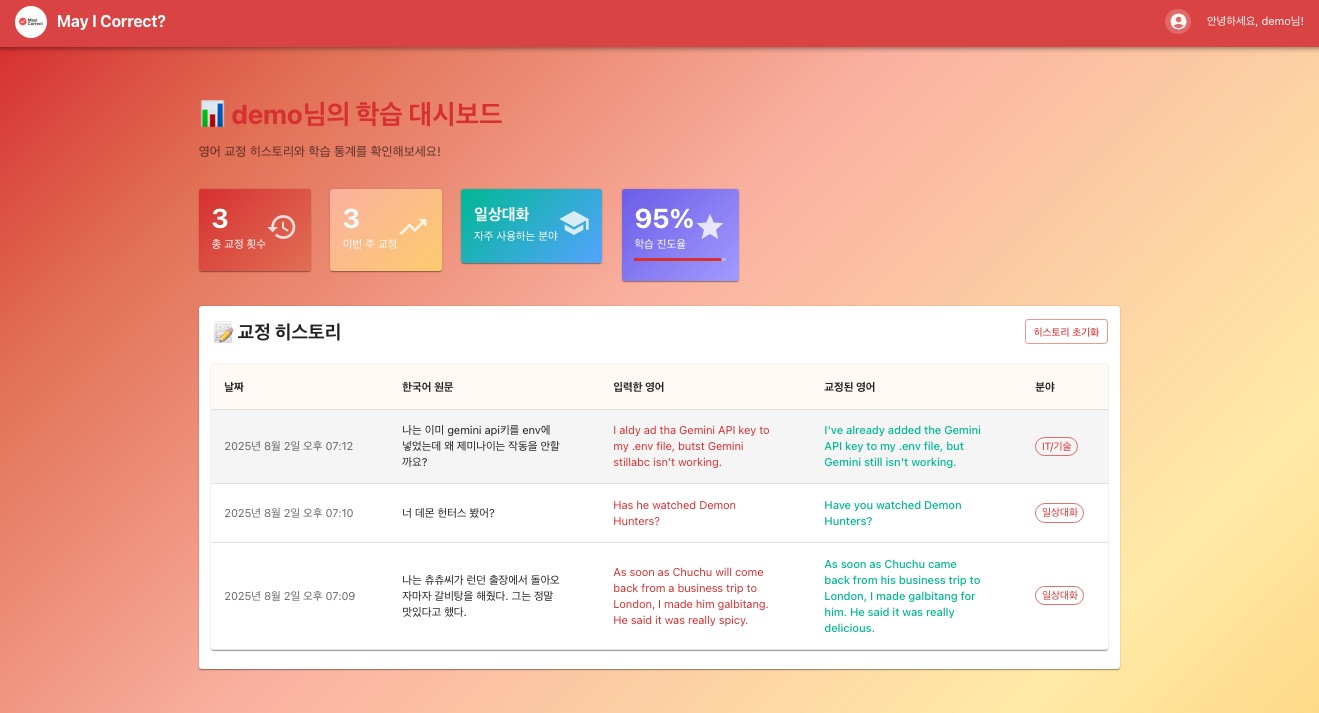 May I Correct?
안녕하세요, demo님!
demo님의 학습 대시보드
영어 교정 히스토리와 학습 통계를 확인해보세요!
3
총 교정 횟수
3
이번 주 교정
일상대화
자주 사용하는 분야
95%
학습 진도율
교정 히스토리
히스토리 초기화
날짜 한국어 원문 입력한 영어 교정된 영어 분야
2025년 8월 2일 오후 07:12
나는 이미 gemini api키를 env에
넣었는데 왜 제미나이는 작동을 안할
까요?
I aldy ad tha Gemini API key to
my .env file, butst Gemini
stillabc isn't working.
I've already added the Gemini
API key to my .env file, but
Gemini still isn't working.
IT/기술
2025년 8월 2일 오후 07:10
너 데몬 헌터스 봤어?
Has he watched Demon
Hunters?
Have you watched Demon
Hunters?
일상대화
2025년 8월 2일 오후 07:09
나는 츄츄씨가 런던 출장에서 돌아오
자마자 갈비탕을 해줬다. 그는 정말
맛있다고 했다.
As soon as Chuchu will come
back from a business trip to
London, I made him galbitang.
He said it was really spicy.
As soon as Chuchu came
back from his business trip to
London, I made galbitang for
him. He said it was really
delicious.
일상대화